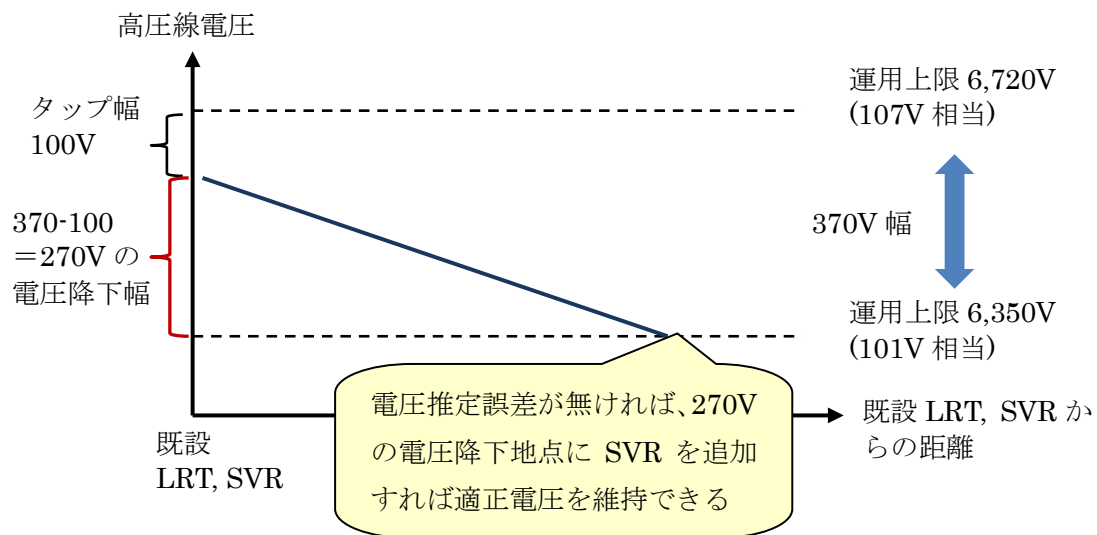 高圧線電圧
タップ幅
100V
370-100
＝270V の
電圧降下幅
運用上限 6,720V
(107V 相当)
370V 幅
運用上限 6,350V
(101V 相当)
電圧推定誤差が無ければ、270V
の電圧降下地点に SVR を追加
すれば適正電圧を維持できる
既設
LRT, SVR
既設 LRT, SVR か
らの距離